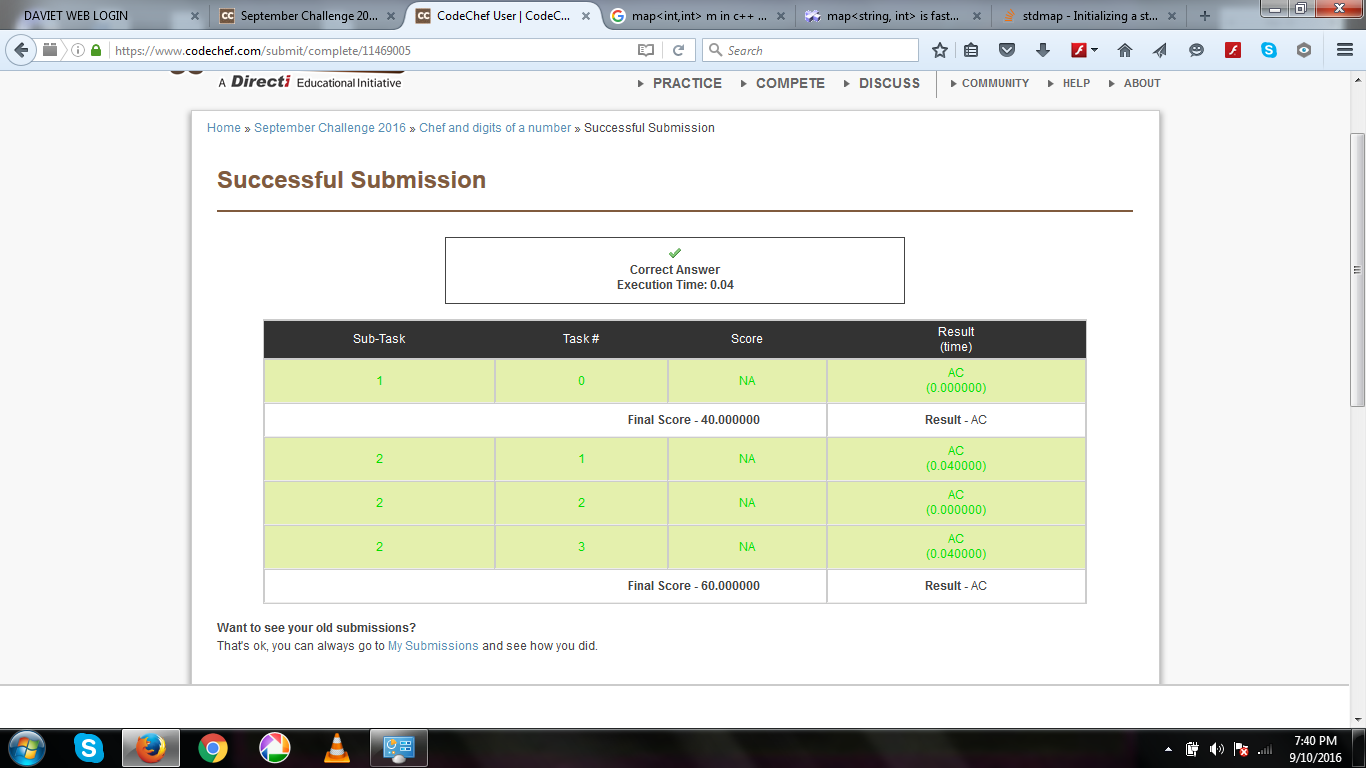 DAVIET WEB LOGIN
September Challenge 20...
CodeChef User | CodeC...
map<int,int> m in c++ ...
map<string, int> is fast...
stdmap - Initializing a st...
https://www.codechef.com/submit/complete/11469005
Search
A Directi Educational Initiative
PRACTICE
COMPETE
DISCUSS
COMMUNITY
HELP
ABOUT
Home » September Challenge 2016 » Chef and digits of a number » Successful Submission
Successful Submission
Correct Answer
Execution Time: 0.04
Sub-Task Task # Score Result
(time)
1 0 NA AC
(0.000000)
Final Score - 40.000000 Result - AC
2 1 NA AC
(0.040000)
2 2 NA AC
(0.000000)
2 3 NA AC
(0.040000)
Final Score - 60.000000 Result - AC
Want to see your old submissions?
That's ok, you can always go to My Submissions and see how you did.
7:40 PM
9/10/2016